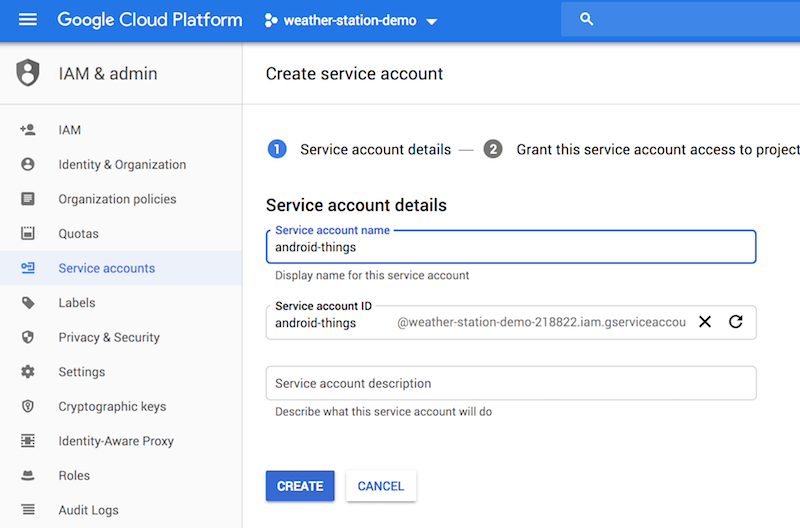 Google Cloud Platform
weather-station-demo
IAM & admin
Create service account
IAM
Identity & Organization
Organization policies
Quotas
Service accounts
Labels
Privacy & Security
Settings
Cryptographic keys
Identity-Aware Proxy
Roles
Audit Logs
1 Service account details — 2 Grant this service account access to project
Service account details
Service account name
android-things
Display name for this service account
Service account ID
android-things @weather-station-demo-218822.iam.gserviceaccou
Service account description
Describe what this service account will do
CREATE CANCEL